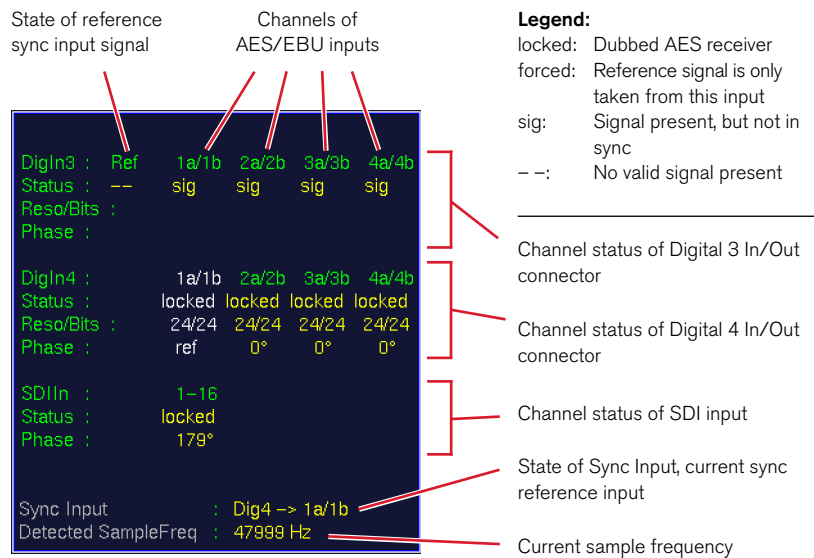 State of reference
sync input signal
Channels of
AES/EBU inputs
DigIn3 : Ref 1a/1b 2a/2b 3a/3b 4a/4b
Status : -- sig sig sig sig
Reso/Bits :
Phase :
DigIn4 : 1a/1b 2a/2b 3a/3b 4a/4b
Status : locked locked locked locked
Reso/Bits : 24/24 24/24 24/24 24/24
Phase : ref 0° 0° 0°
SDIIn : 1-16
Status : locked
Phase : 179°
Sync Input : Dig4 -> 1a/1b
Detected SampleFreq : 47999 Hz
Legend:
locked: Dubbed AES receiver
forced: Reference signal is only
taken from this input
sig: Signal present, but not in
sync
– –: No valid signal present
Channel status of Digital 3 In/Out
connector
Channel status of Digital 4 In/Out
connector
Channel status of SDI input
State of Sync Input, current sync
reference input
Current sample frequency